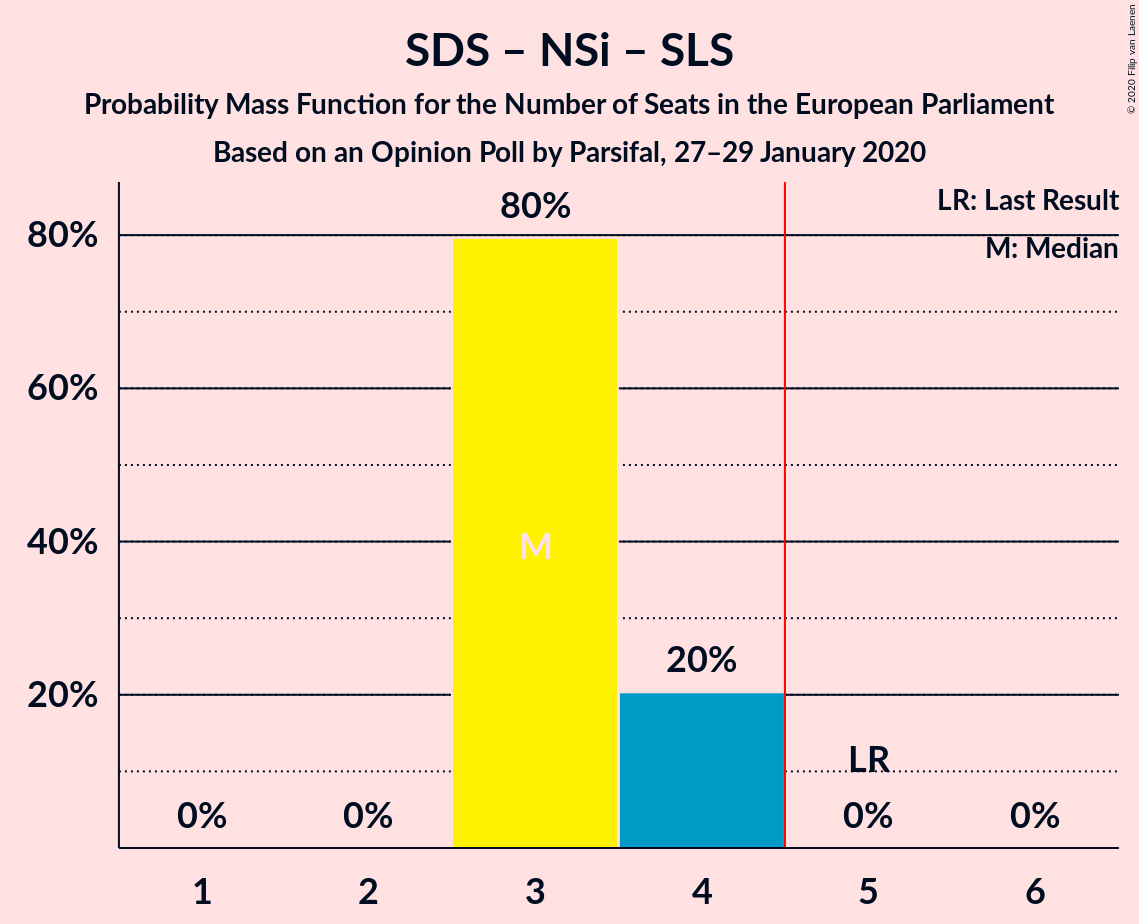 SDS – NSi – SLS
Probability Mass Function for the Number of Seats in the European Parliament
Based on an Opinion Poll by Parsifal, 27–29 January 2020
© 2020 Filip van Laenen
LR: Last Result
M: Median
80%
60%
40%
20%
0%
0%
80%
M
20%
LR
0%
0%
1
2
3
4
5
6